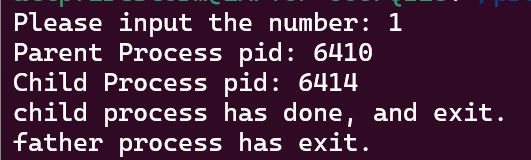 Please input the number: 1
Parent Process pid: 6410
Child Process pid: 6414
child process has done, and exit.
father process has exit.